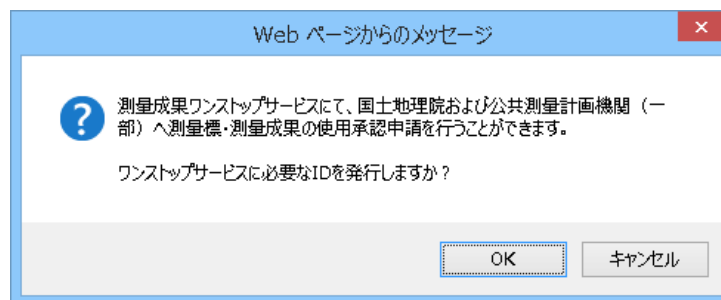 Web ページからのメッセージ
測量成果ワンストップサービスにて、国土地理院および公共測量計画機関（一
部）へ測量標・測量成果の使用承認申請を行うことができます。
ワンストップサービスに必要なIDを発行しますか？
OK
キャンセル